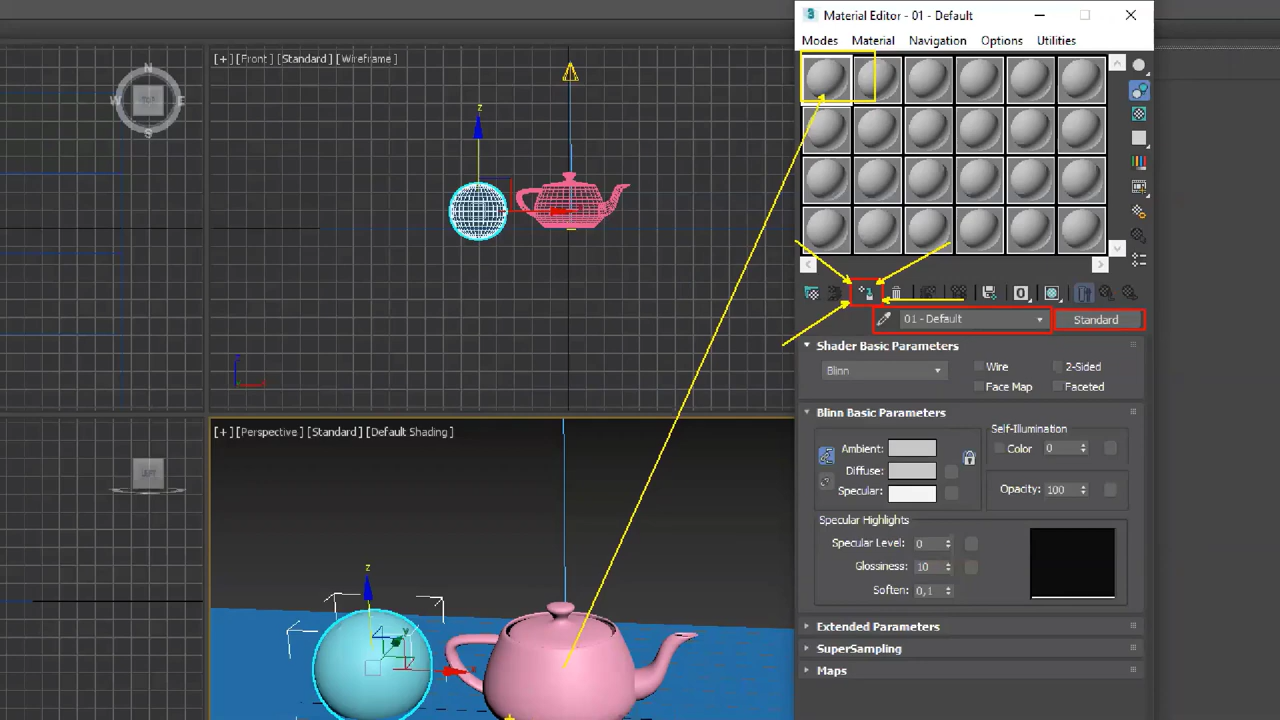 Material Editor - 01 - Default
Modes Material Navigation Options Utilities
[+] [Front ] [Standard ] [Wireframe ]
N
W TOP E
S
z
01 - Default
Standard
Shader Basic Parameters
Blinn
Wire 2-Sided
Face Map Faceted
Blinn Basic Parameters
Self-Illumination
Ambient:
Color 0
Diffuse:
Specular:
Opacity: 100
Specular Highlights
Specular Level: 0
Glossiness: 10
Soften: 0,1
Extended Parameters
SuperSampling
Maps
[+] [Perspective ] [Standard ] [Default Shading ]
z